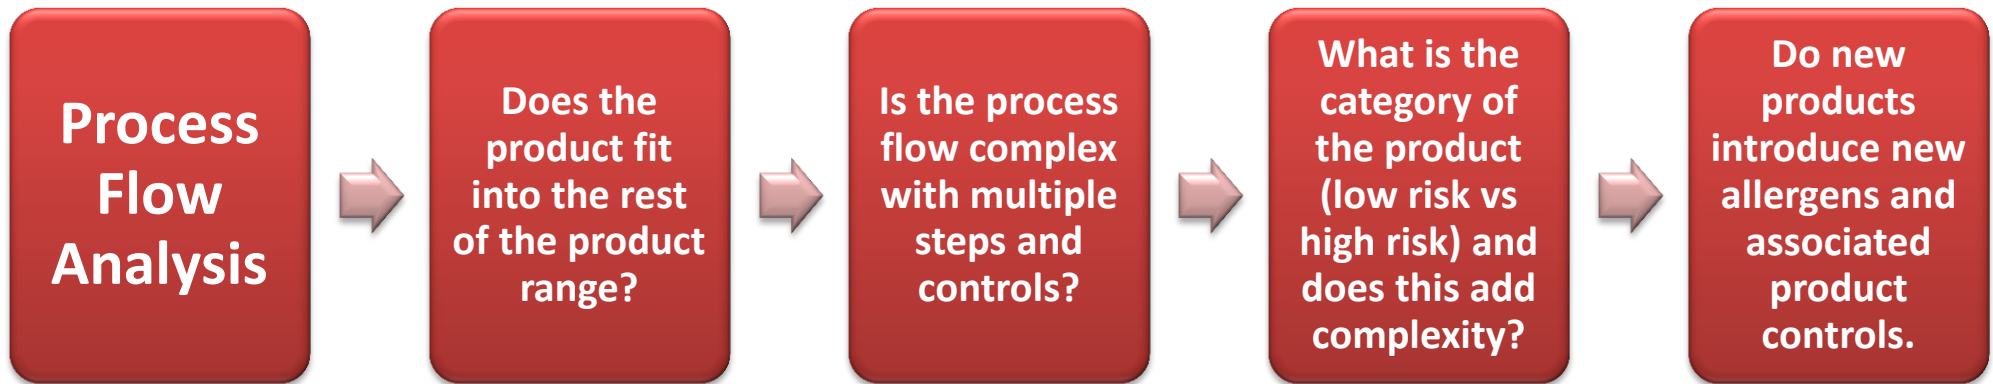 Process
Flow
Analysis
Does the
product fit
into the rest
of the product
range?
Is the process
flow complex
with multiple
steps and
controls?
What is the
category of
the product
(low risk vs
high risk) and
does this add
complexity?
Do new
products
introduce new
allergens and
associated
product
controls.